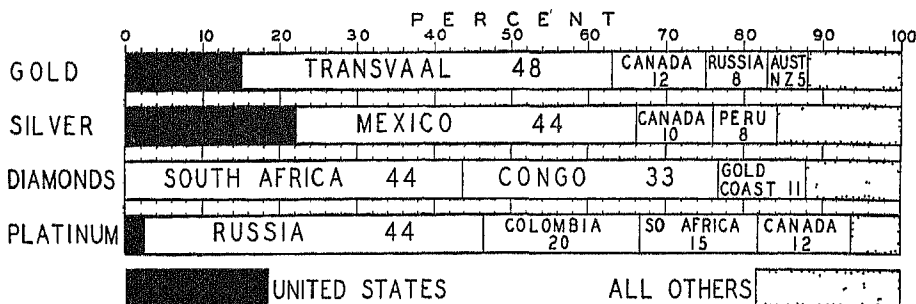 PERCENT
0 10 20 30 40 50 60 70 80 90 100
GOLD TRANSVAAL 48 CANADA 12 RUSSIA 8 AUST NZ5
SILVER MEXICO 44 CANADA 10 PERU 8
DIAMONDS SOUTH AFRICA 44 CONGO 33 GOLD COAST 11
PLATINUM RUSSIA 44 COLOMBIA 20 SO AFRICA 15 CANADA 12
UNITED STATES ALL OTHERS